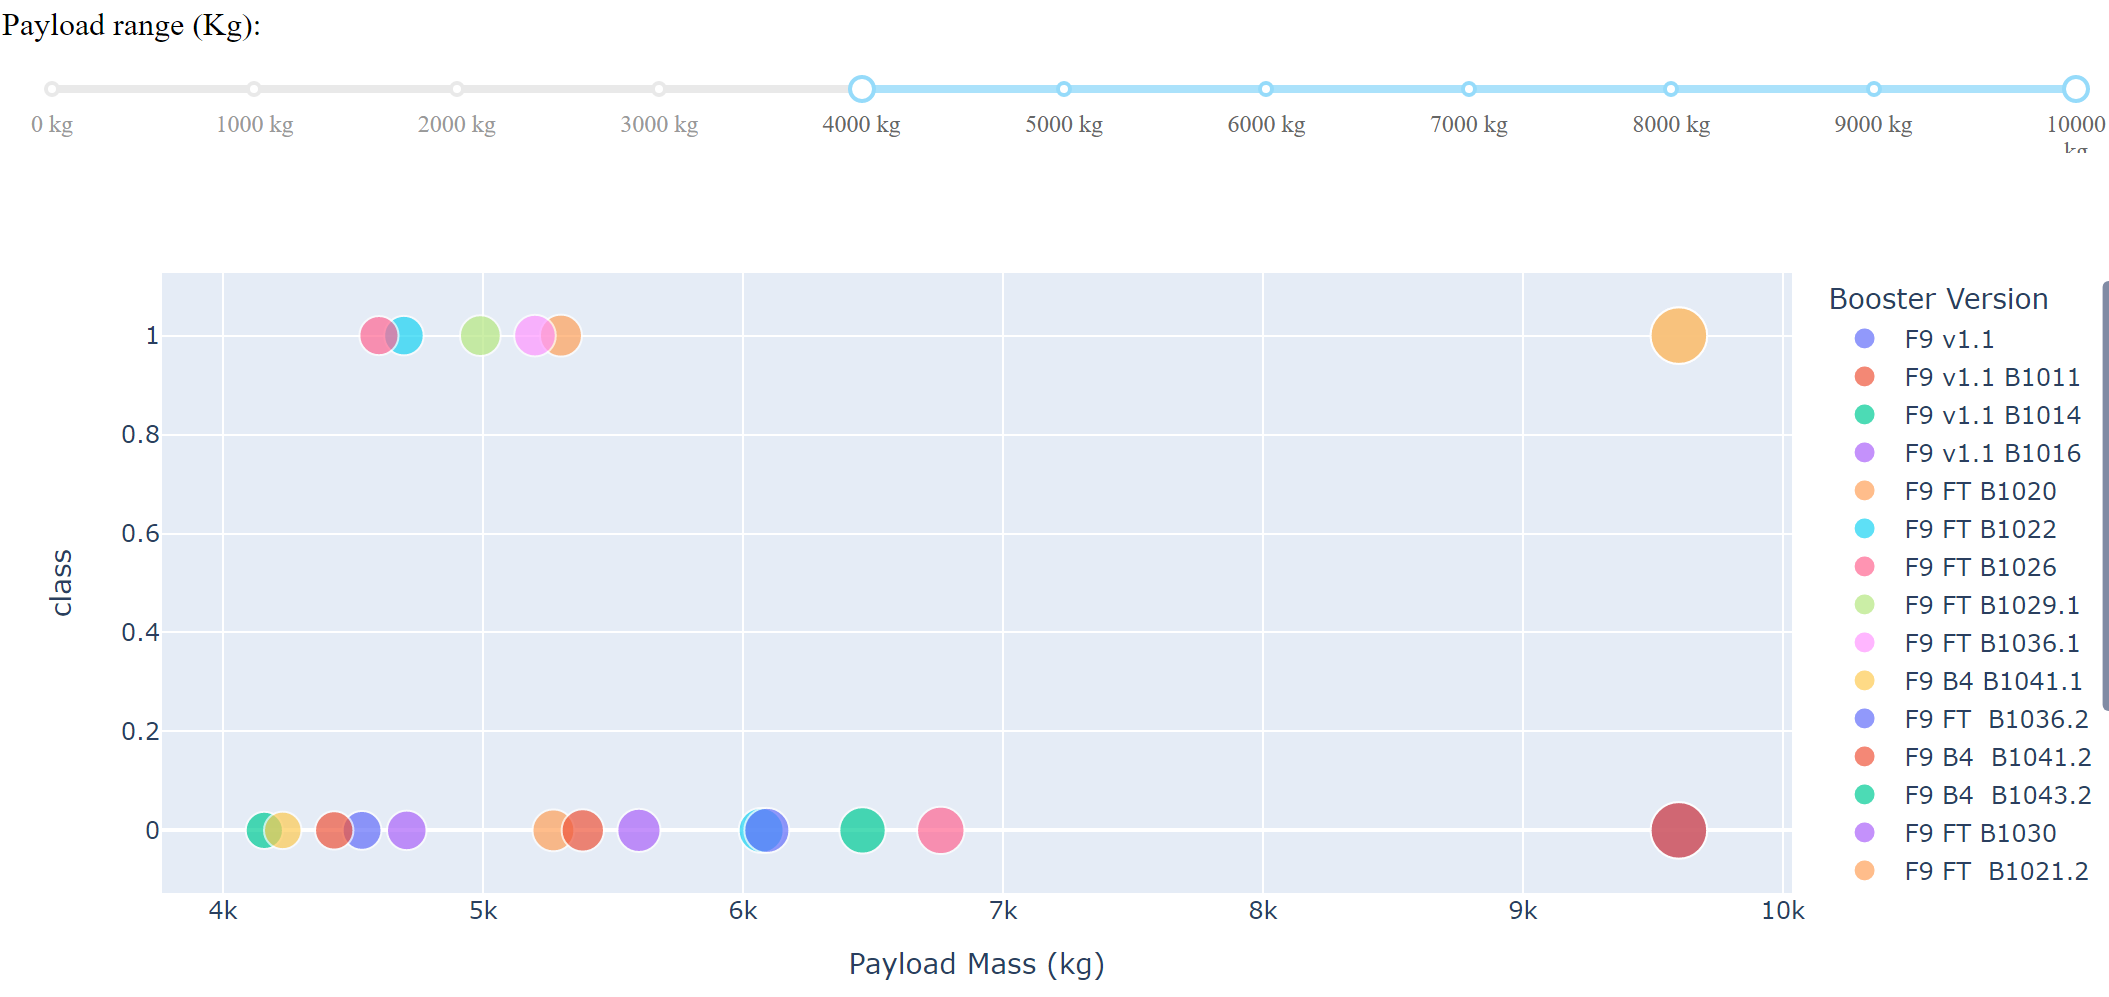 Payload range (Kg):
0 kg 1000 kg 2000 kg 3000 kg 4000 kg 5000 kg 6000 kg 7000 kg 8000 kg 9000 kg 10000
kg
Booster Version
F9 v1.1
F9 v1.1 B1011
F9 v1.1 B1014
F9 v1.1 B1016
F9 FT B1020
F9 FT B1022
F9 FT B1026
F9 FT B1029.1
F9 FT B1036.1
F9 B4 B1041.1
F9 FT  B1036.2
F9 B4  B1041.2
F9 B4  B1043.2
F9 FT B1030
F9 FT  B1021.2
1
0.8
0.6
0.4
0.2
0
class
4k 5k 6k 7k 8k 9k 10k
Payload Mass (kg)